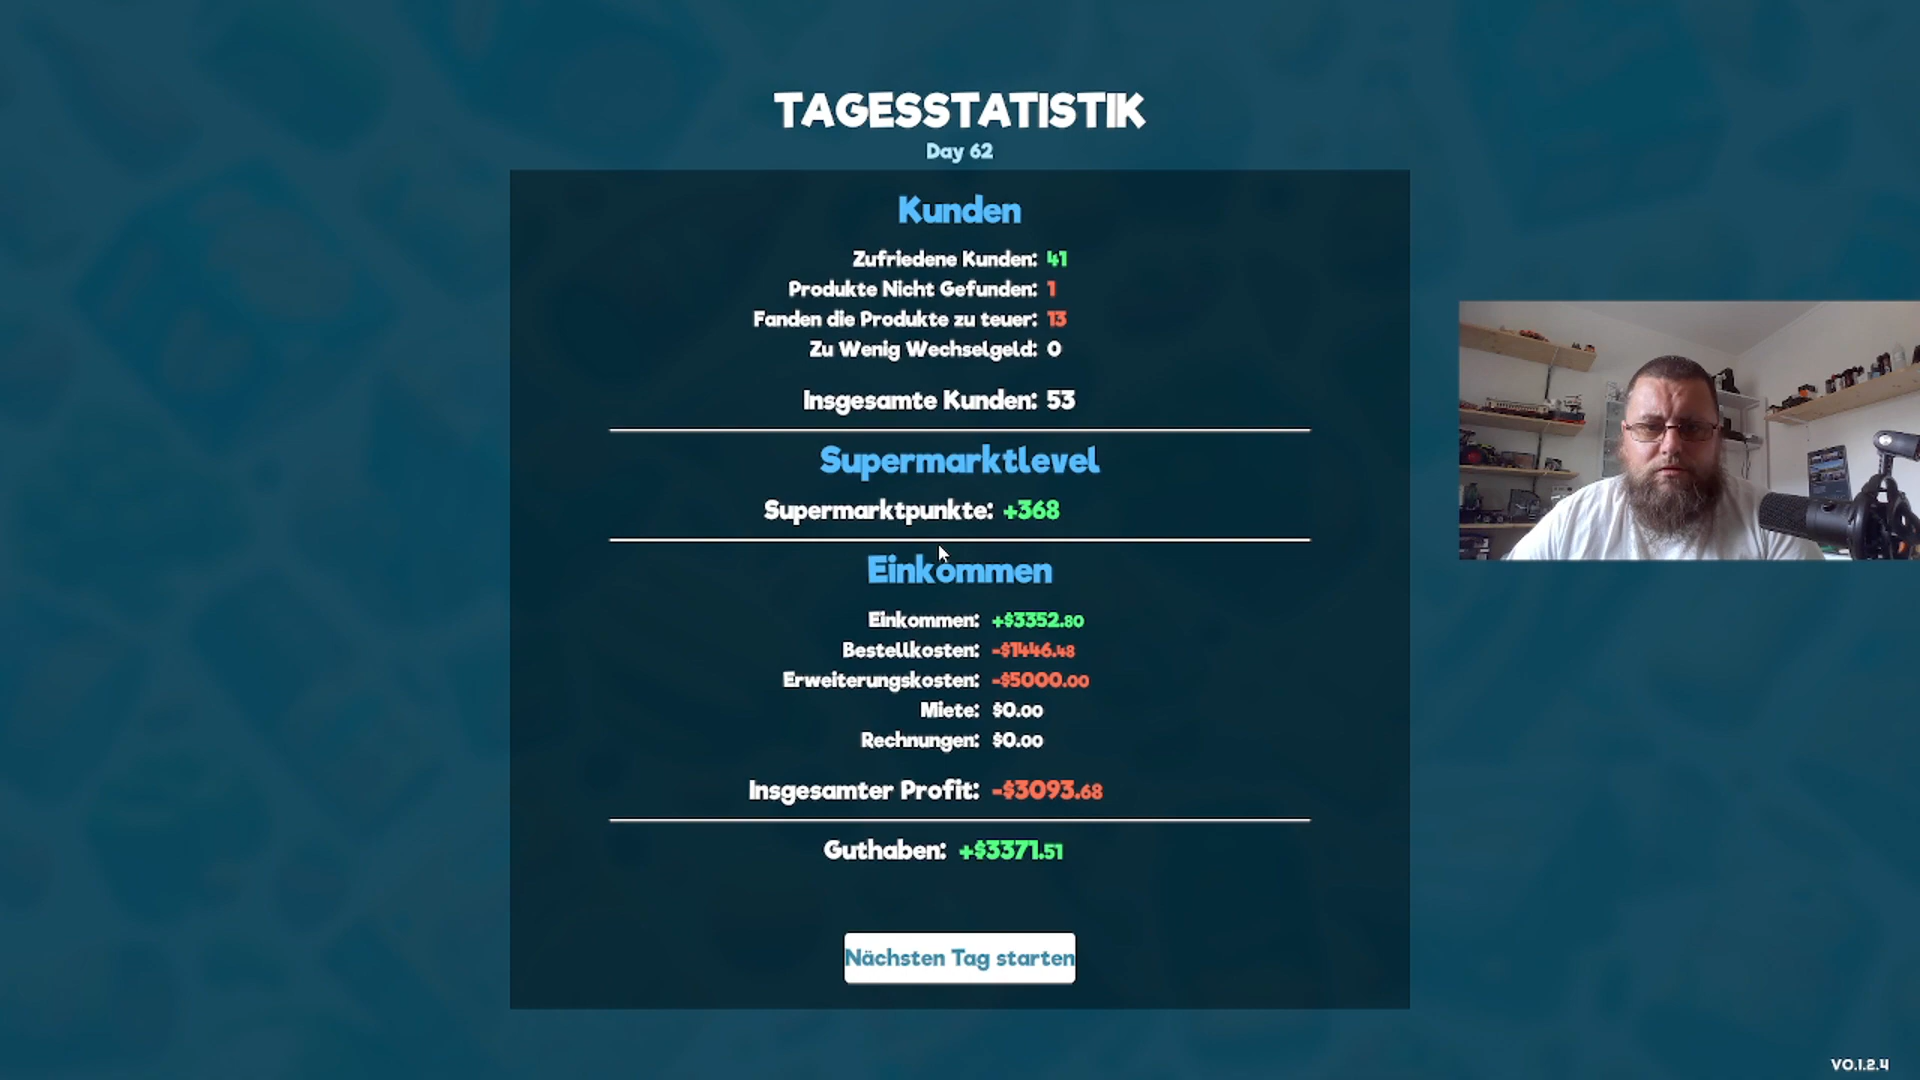 TAGESSTATISTIK
Day 62
Kunden
Zufriedene Kunden: 41
Produkte Nicht Gefunden: 1
Fanden die Produkte zu teuer: 13
Zu Wenig Wechselgeld: 0
Insgesamte Kunden: 53
Supermarktlevel
Supermarktpunkte: +368
Einkommen
Einkommen: +$3352.80
Bestellkosten: -$1446.48
Erweiterungskosten: -$5000.00
Miete: $0.00
Rechnungen: $0.00
Insgesamter Profit: -$3093.68
Guthaben: +$3371.51
Nächsten Tag starten
V0.1.2.4